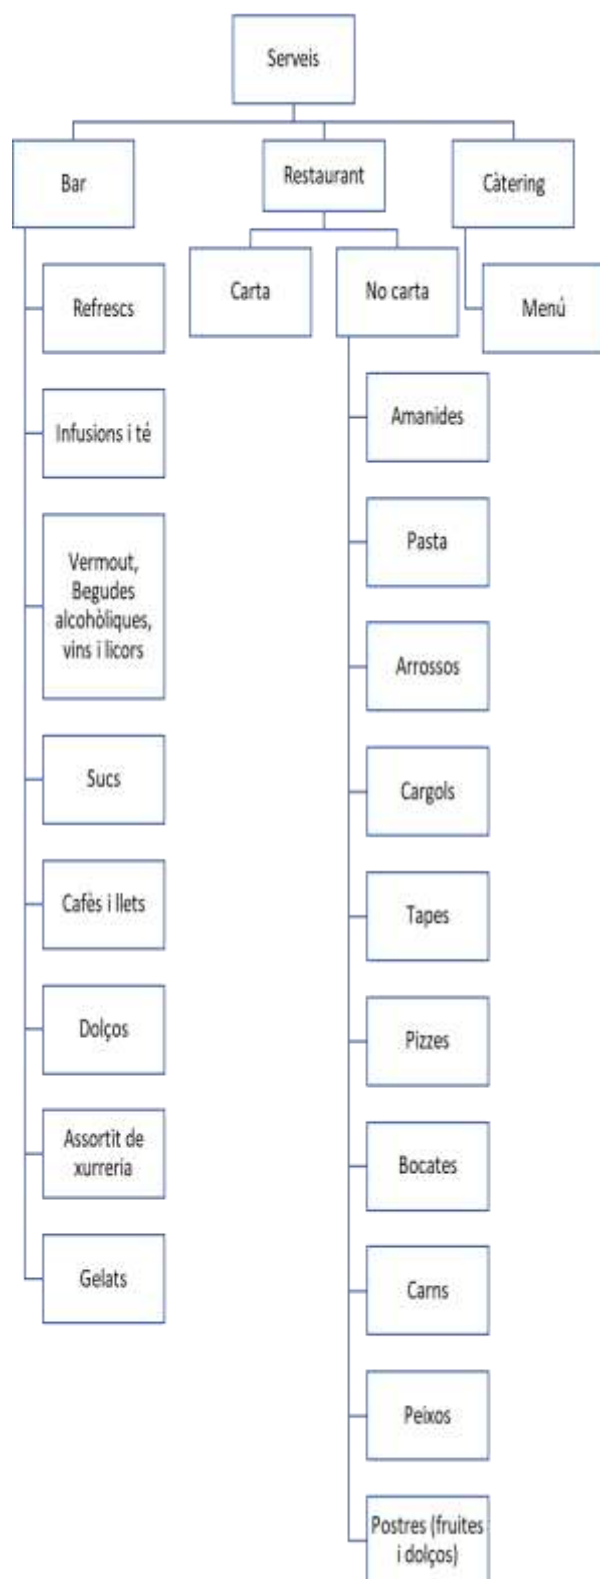 Serveis
Bar
Restaurant
Càtering
Carta
No carta
Menú
Refrescs
Infusions i té
Vermout,
Begudes
alcohòliques,
vins i licors
Sucs
Cafès i llets
Dolços
Assortit de
xurreria
Gelats
Amanides
Pasta
Arrossos
Cargols
Tapes
Pizzes
Bocates
Carns
Peixos
Postres (fruites
i dolços)